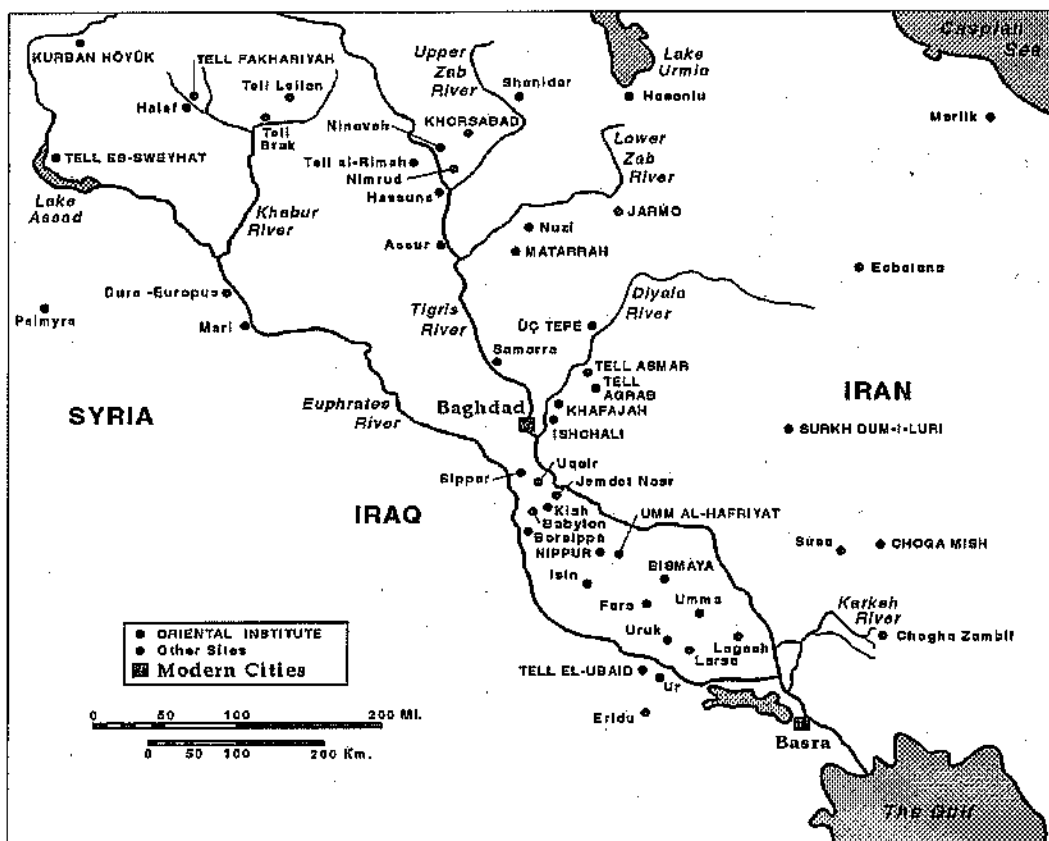 Caspian
Sea
KURBAN HÖYÜK
TELL FAKHARIYAH
Tell Leilan
Halaf
Tell
Brak
Upper
Zab
River
Shanidar
Lake
Urmia
Hasanlu
Marlik
KHORSABAD
Ninevah
Tell al-Rimah
Nimrud
Hassuna
Lower
Zab
River
TELL ES-SWEYHAT
Lake
Assad
Khabur
River
JARMO
Nuzi
MATARRAH
Assur
Ecbatana
Dura-Europus
Palmyra
Mari
Tigris
River
Diyala
River
ÜÇ TEPE
Samarra
TELL ASMAR
TELL
AGRAB
KHAFAJAH
ISHCHALI
IRAN
SYRIA
Euphrates
River
Baghdad
SURKH DUM-I-LURI
Sippar
Uqair
Jemdet Nasr
IRAQ
Kish
Babylon
Borsippa
UMM AL-HAFRIYAT
NIPPUR
Susa
CHOGA MISH
Isin
BISMAYA
Fara
Umma
Karkeh
River
Uruk
Lagash
Larsa
Chogha Zambil
TELL EL-UBAID
Ur
Eridu
Basra
The Gulf
ORIENTAL INSTITUTE
Other Sites
Modern Cities
0 50 100 200 Mi.
0 50 100 200 Km.